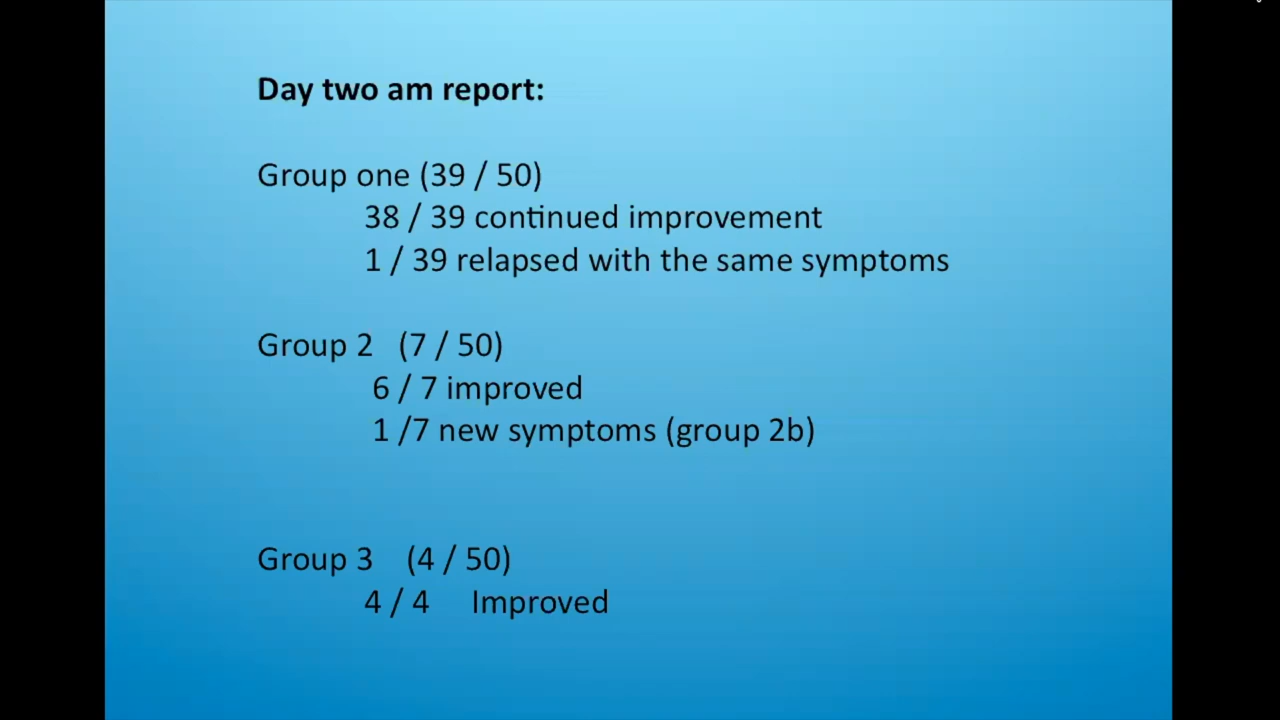 Day two am report:
Group one (39 / 50)
38 / 39 continued improvement
1 / 39 relapsed with the same symptoms
Group 2 (7 / 50)
6 / 7 improved
1 /7 new symptoms (group 2b)
Group 3 (4 / 50)
4 / 4 Improved